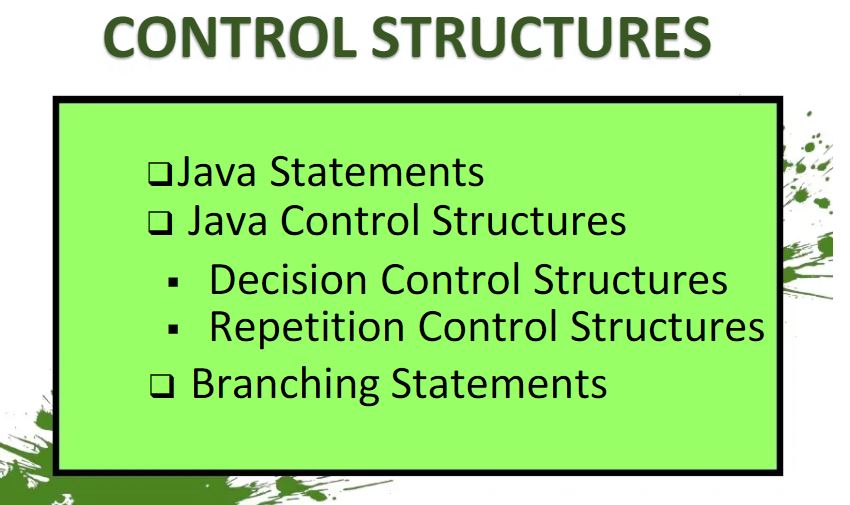 CONTROL STRUCTURES
❑Java Statements
❑ Java Control Structures
▪ Decision Control Structures
▪ Repetition Control Structures
❑ Branching Statements